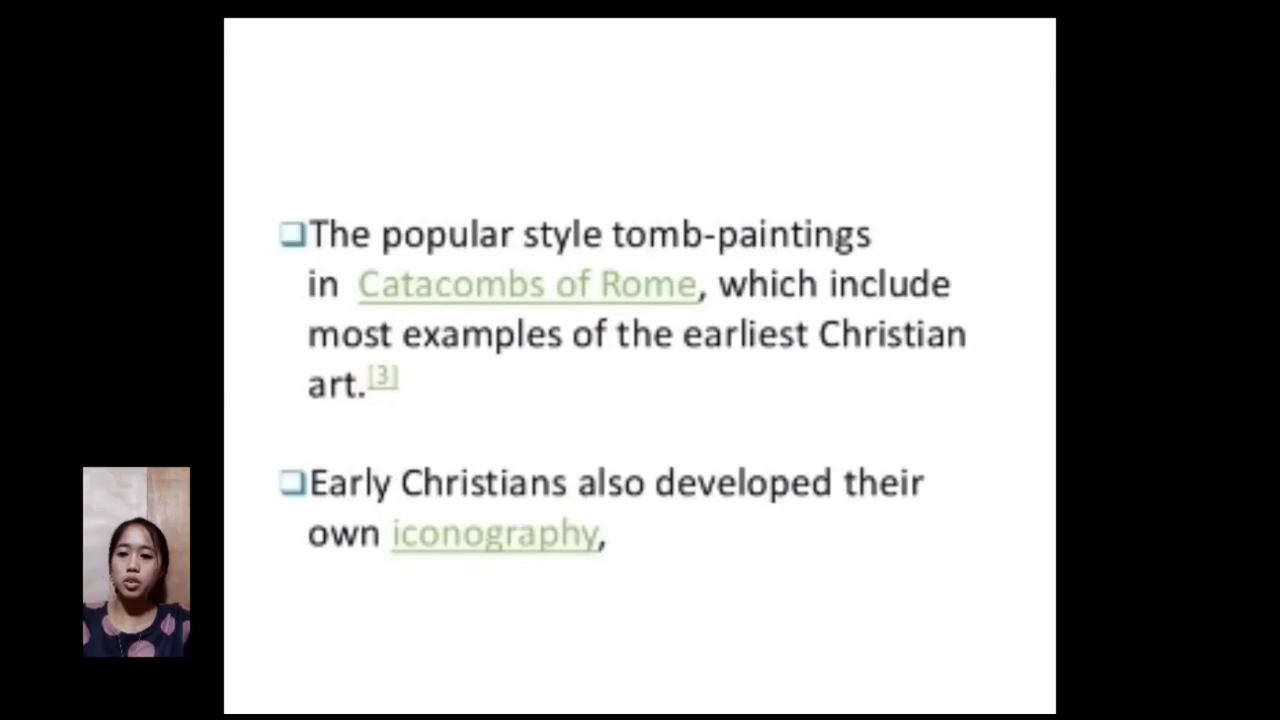 The popular style tomb-paintings
in Catacombs of Rome, which include
most examples of the earliest Christian
art.[3]
Early Christians also developed their
own iconography,